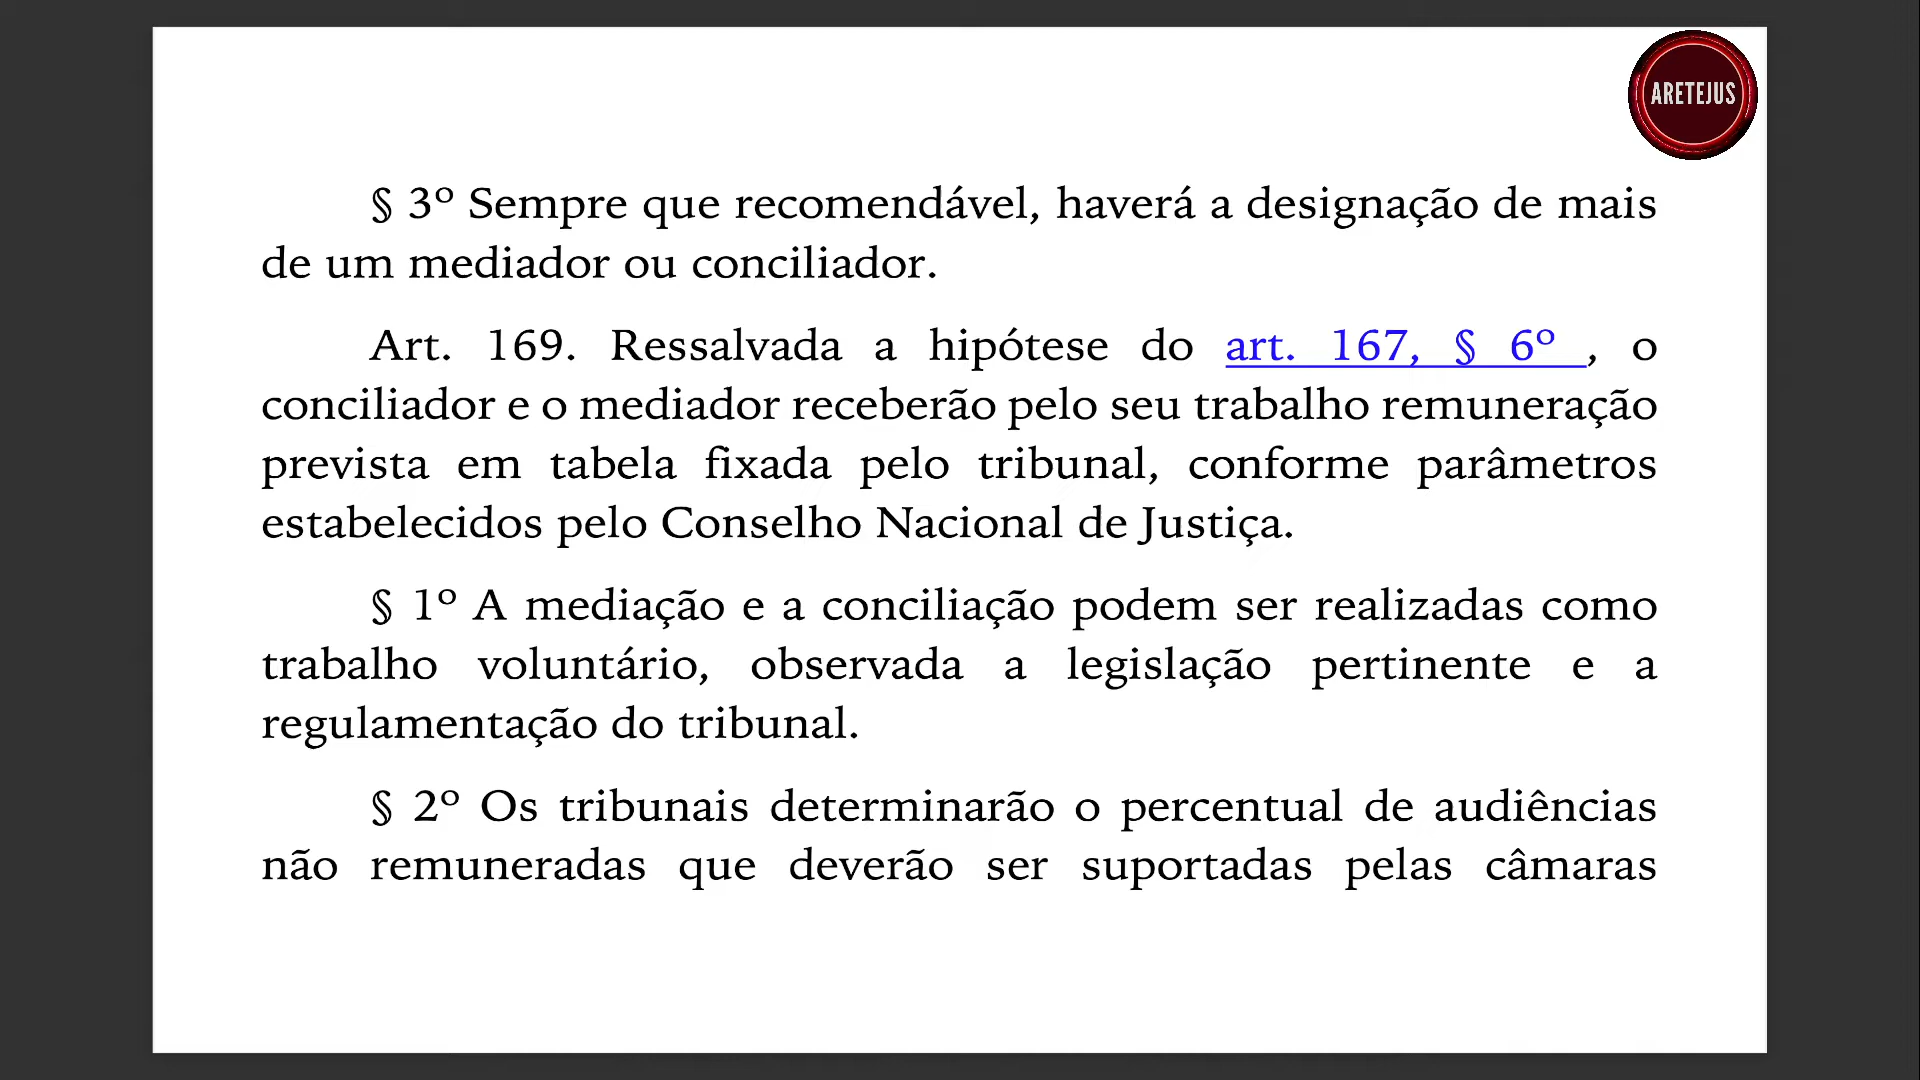 ARETEJUS
§ 3º Sempre que recomendável, haverá a designação de mais
de um mediador ou conciliador.
Art. 169. Ressalvada a hipótese do art. 167, § 6º , o
conciliador e o mediador receberão pelo seu trabalho remuneração
prevista em tabela fixada pelo tribunal, conforme parâmetros
estabelecidos pelo Conselho Nacional de Justiça.
§ 1º A mediação e a conciliação podem ser realizadas como
trabalho voluntário, observada a legislação pertinente e a
regulamentação do tribunal.
§ 2º Os tribunais determinarão o percentual de audiências
não remuneradas que deverão ser suportadas pelas câmaras